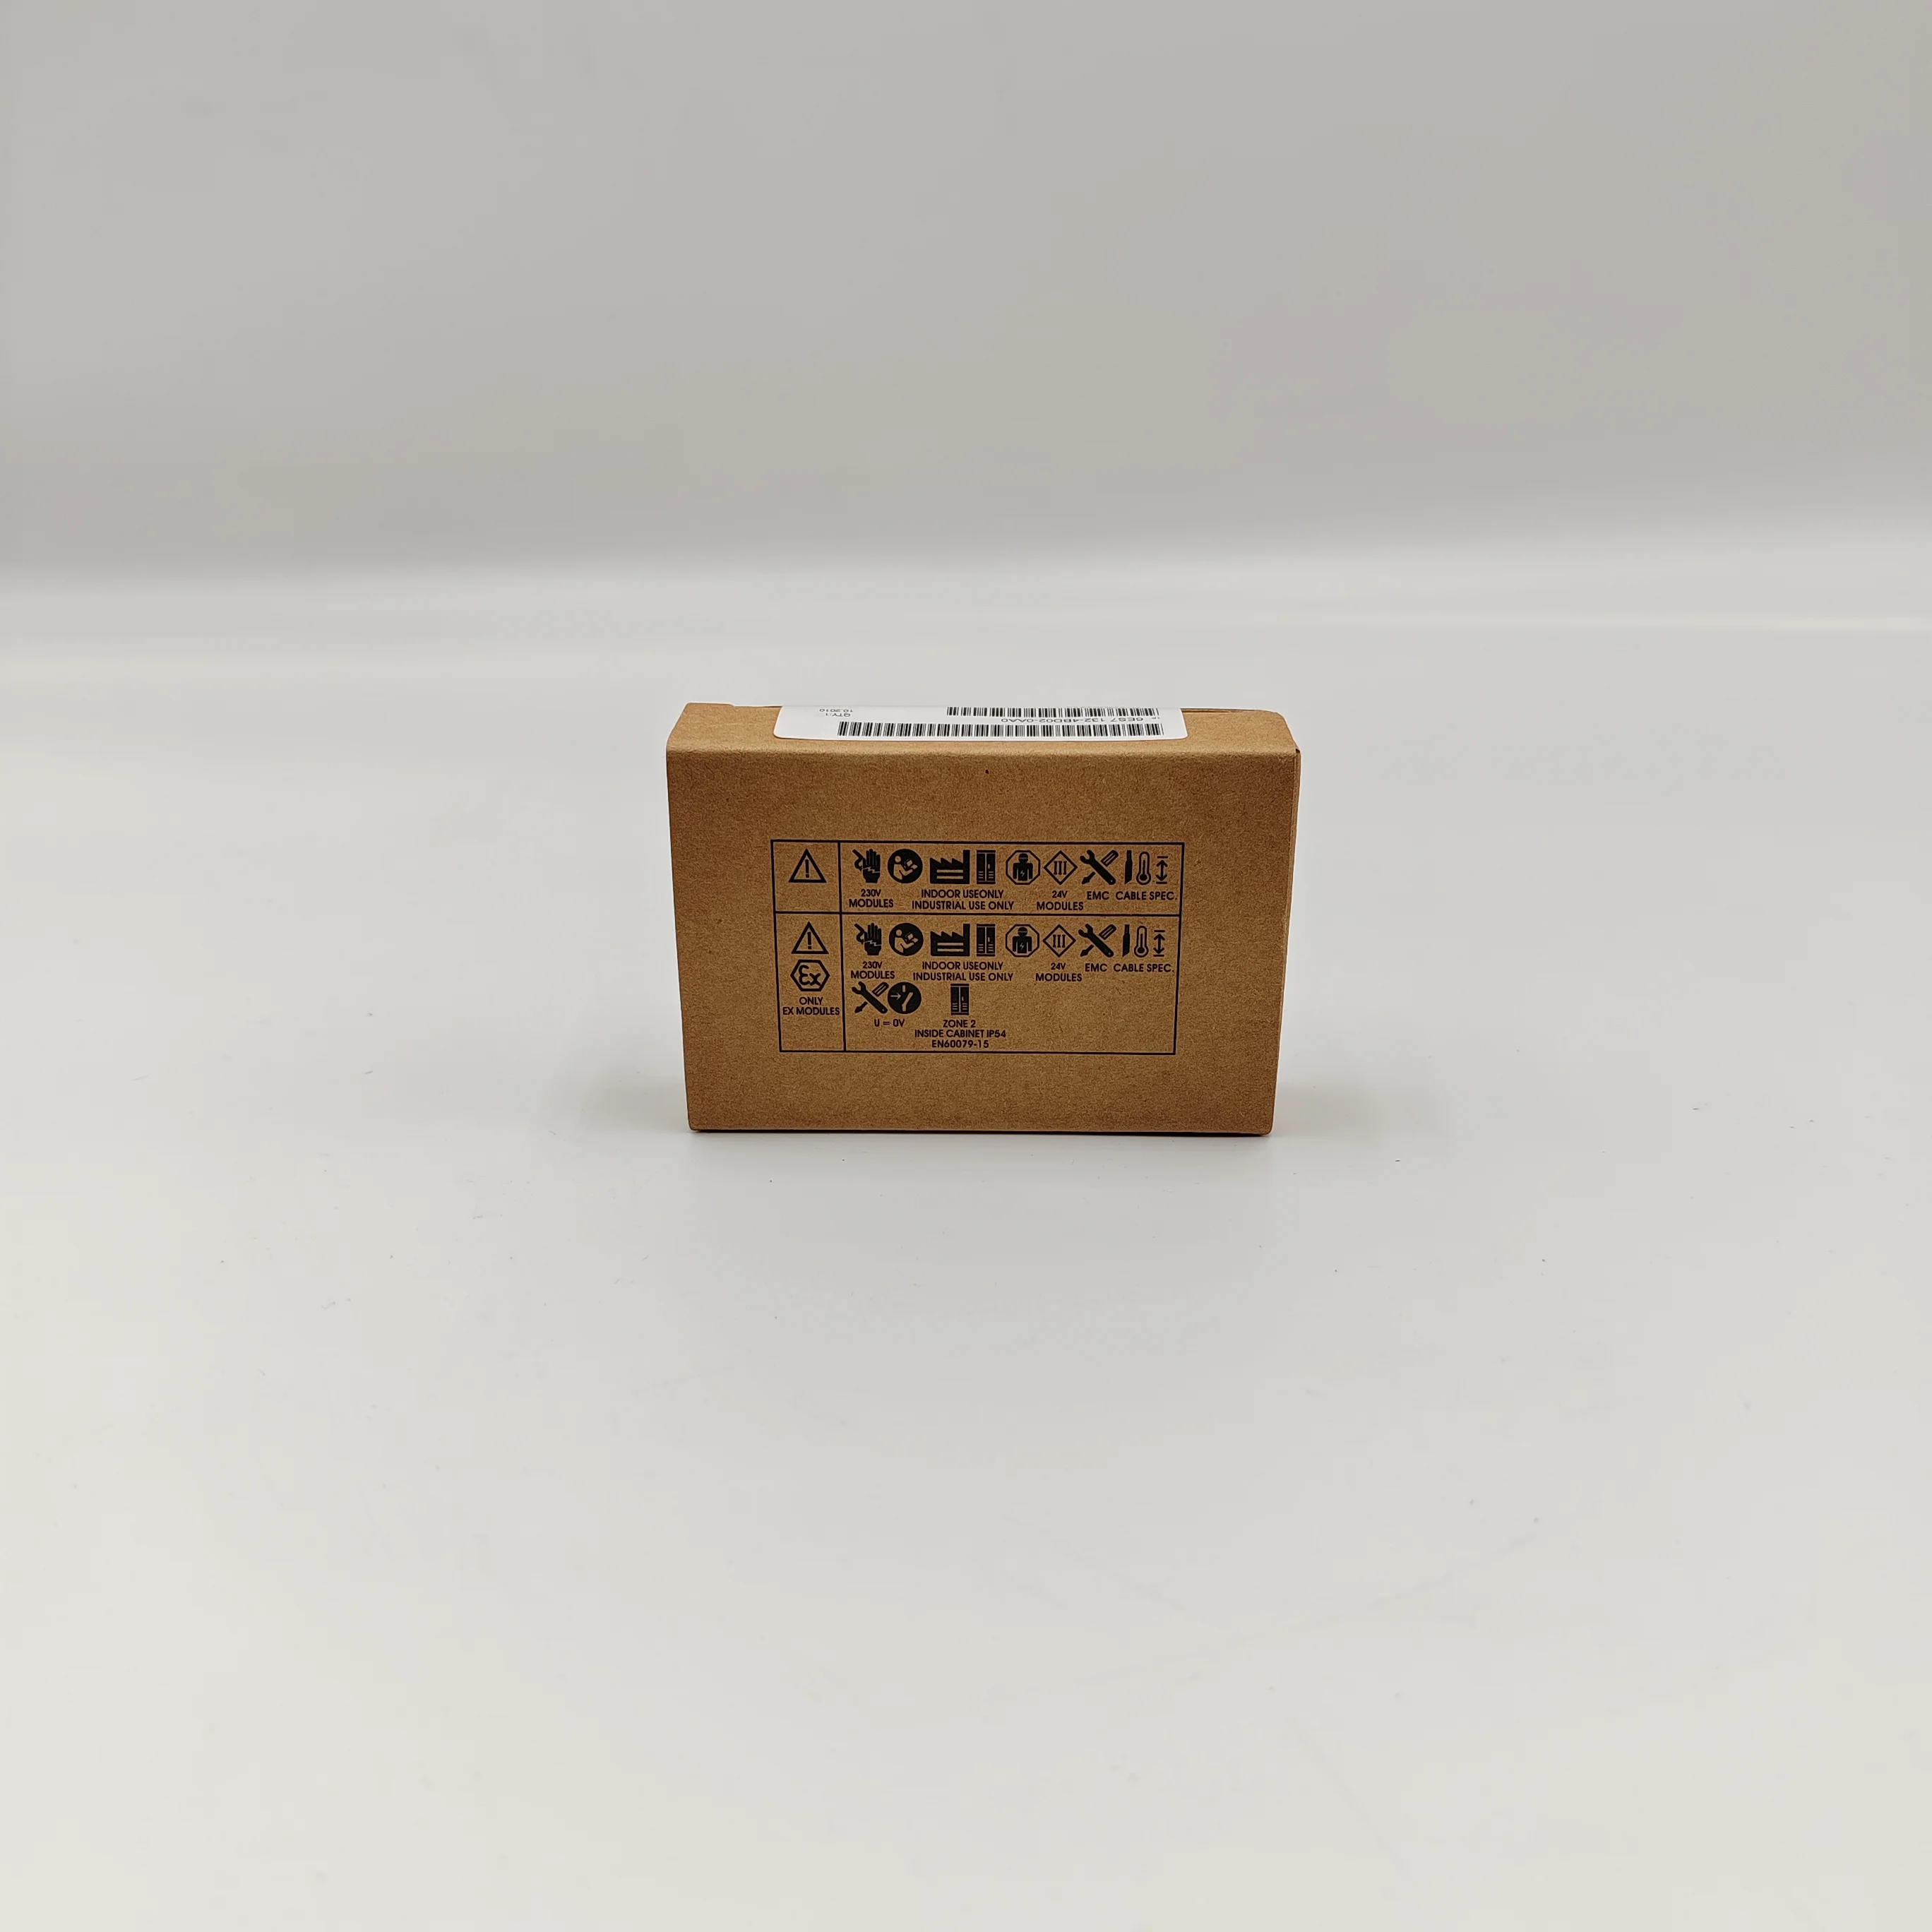 6ES7 132-4BD02-0AA0
QTY:1
230V MODULES
INDOOR USEONLY
INDUSTRIAL USE ONLY
24V MODULES
EMC
CABLE SPEC.
Ex
ONLY
EX MODULES
230V MODULES
INDOOR USEONLY
INDUSTRIAL USE ONLY
24V MODULES
EMC
CABLE SPEC.
U = 0V
ZONE 2
INSIDE CABINET IP54
EN60079-15